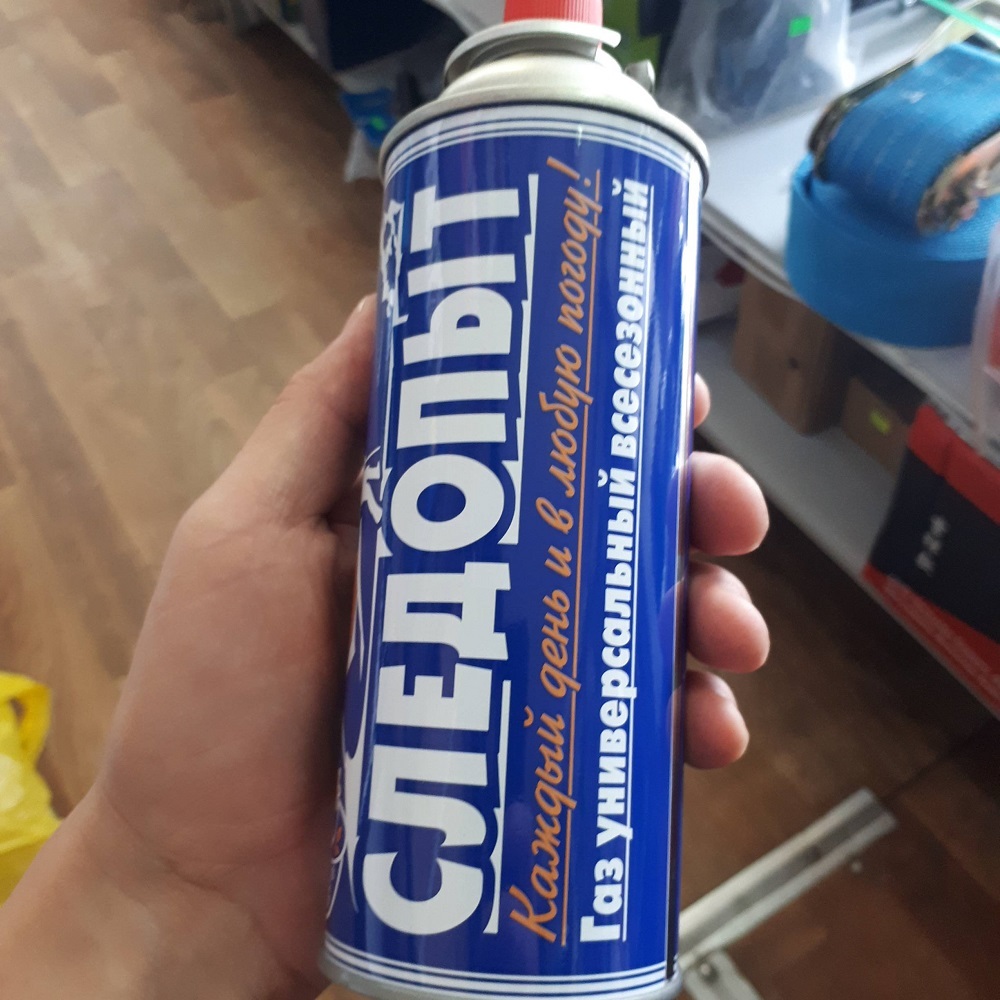 СЛЕДОПЫТ
Каждый день и в любую погоду!
Газ универсальный всесезонный